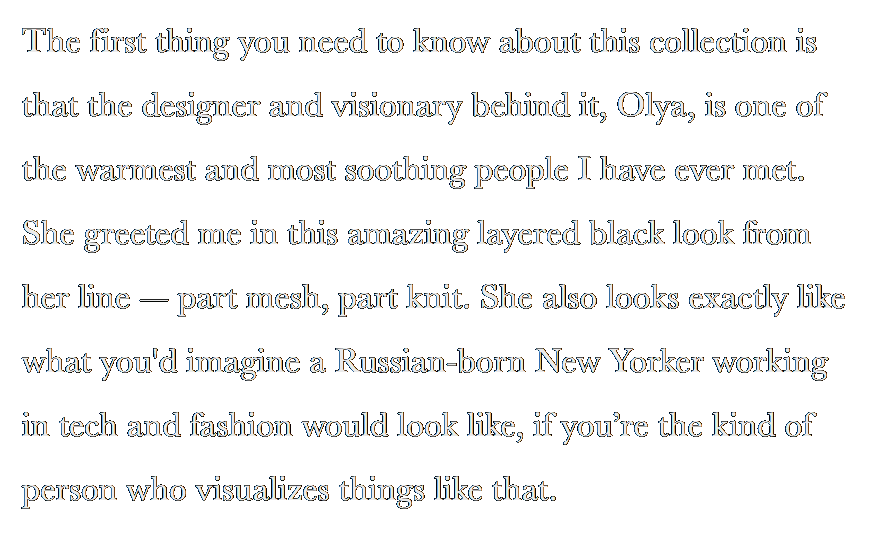 The first thing you need to know about this collection is
that the designer and visionary behind it, Olya, is one of
the warmest and most soothing people I have ever met.
She greeted me in this amazing layered black look from
her line — part mesh, part knit. She also looks exactly like
what you'd imagine a Russian-born New Yorker working
in tech and fashion would look like, if you’re the kind of
person who visualizes things like that.